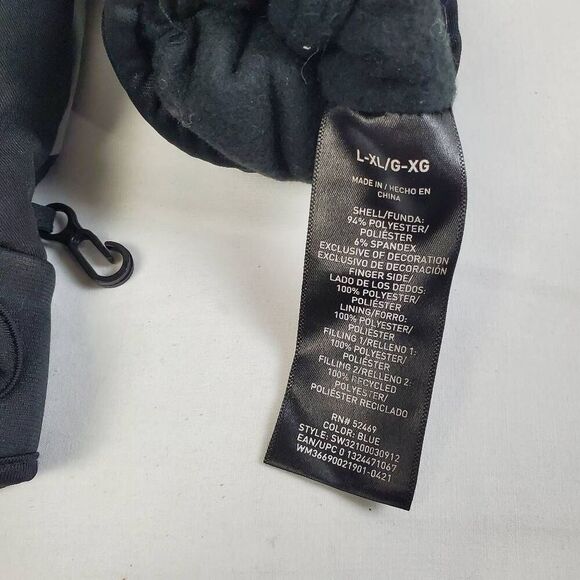 L-XL/G-XG
MADE IN / HECHO EN
CHINA
SHELL/FUNDA:
94% POLYESTER/
POLIÉSTER
6% SPANDEX
EXCLUSIVE OF DECORATION
EXCLUSIVO DE DECORACIÓN
FINGER SIDE/
LADO DE LOS DEDOS:
100% POLYESTER/
POLIÉSTER
LINING/FORRO:
100% POLYESTER/
POLIÉSTER
FILLING 1/RELLENO 1:
100% POLYESTER/
POLIÉSTER
FILLING 2/RELLENO 2:
100% RECYCLED
POLYESTER/
POLIÉSTER RECICLADO
RN# 52469
COLOR: BLUE
STYLE: SW32100030912
EAN/UPC 0 1324471067
WM36690021901-0421